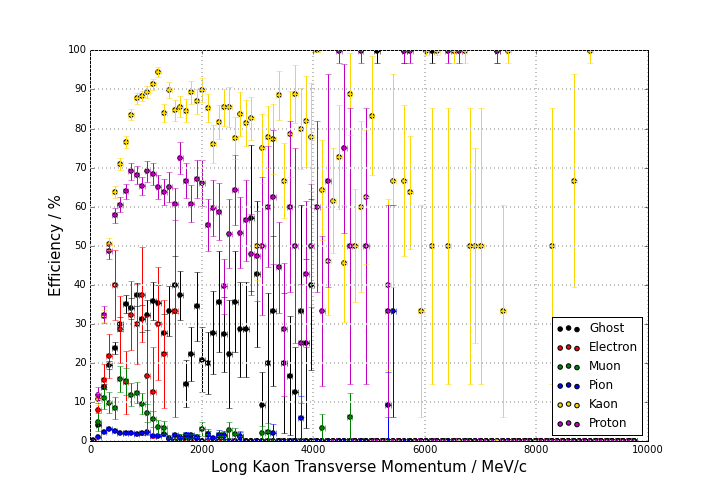 100
90
80
70
60
50
40
30
20
10
0
Efficiency / %
Ghost
Electron
Muon
Pion
Kaon
Proton
0 2000 4000 6000 8000 10000
Long Kaon Transverse Momentum / MeV/c